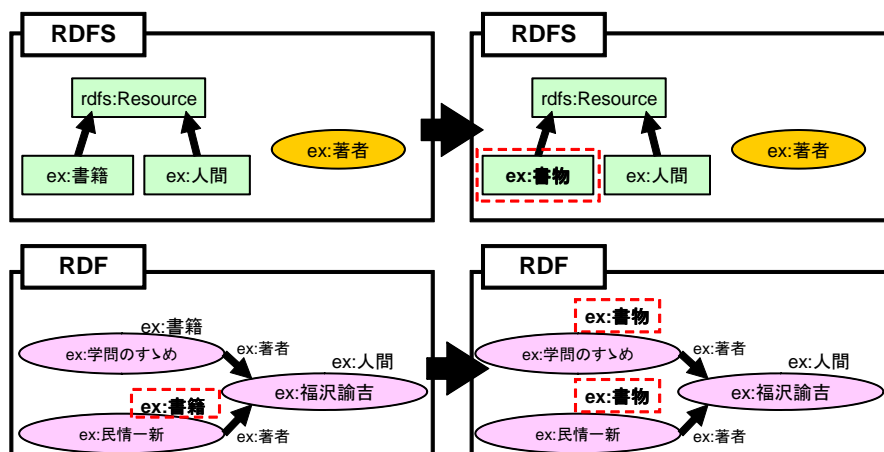 RDFS
rdfs:Resource
ex:書籍
ex:人間
ex:著者
RDFS
rdfs:Resource
ex:書物
ex:人間
ex:著者
RDF
ex:書籍
ex:学問のすゝめ
ex:著者
ex:人間
ex:福沢諭吉
ex:書籍
ex:民情一新
ex:著者
RDF
ex:書物
ex:学問のすゝめ
ex:著者
ex:人間
ex:福沢諭吉
ex:書物
ex:民情一新
ex:著者